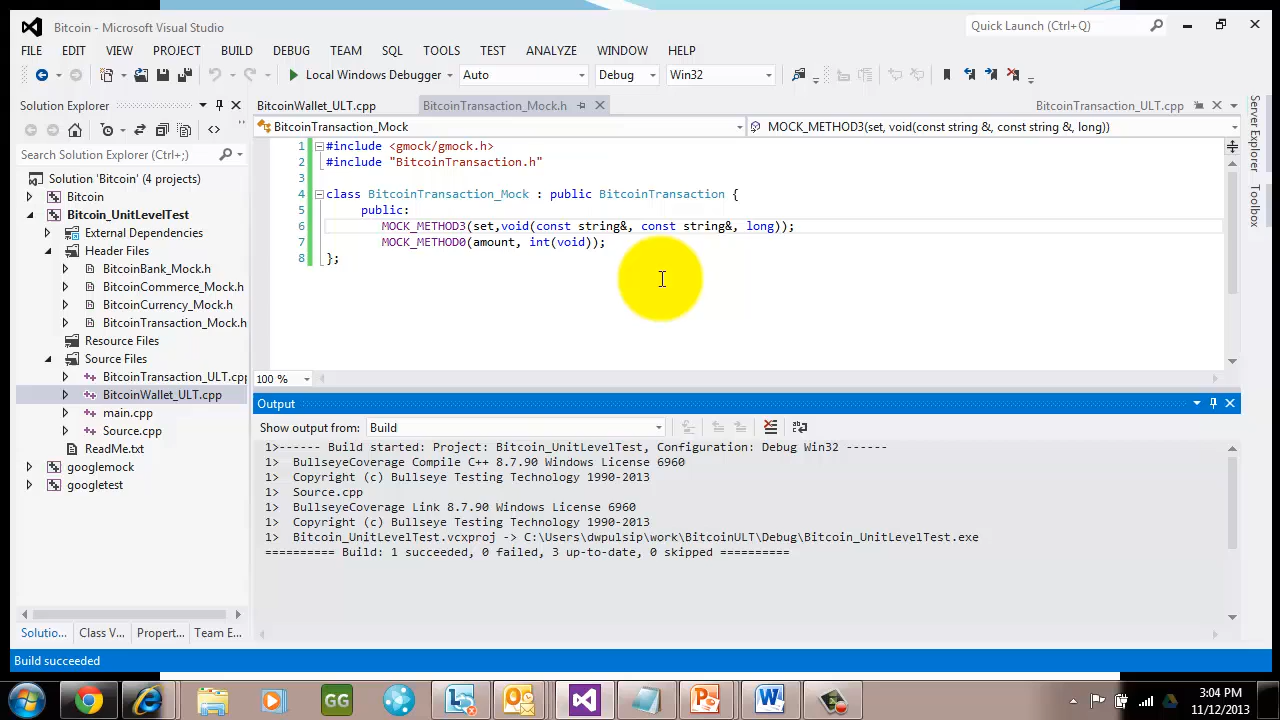 Bitcoin - Microsoft Visual Studio
Quick Launch (Ctrl+Q)
FILE EDIT VIEW PROJECT BUILD DEBUG TEAM SQL TOOLS TEST ANALYZE WINDOW HELP
Local Windows Debugger Auto Debug Win32
Solution Explorer
BitcoinWallet_ULT.cpp BitcoinTransaction_Mock.h BitcoinTransaction_ULT.cpp
BitcoinTransaction_Mock MOCK_METHOD3(set, void(const string &, const string &, long))
Search Solution Explorer (Ctrl+;)
Solution 'Bitcoin' (4 projects)
Bitcoin
Bitcoin_UnitLevelTest
External Dependencies
Header Files
BitcoinBank_Mock.h
BitcoinCommerce_Mock.h
BitcoinCurrency_Mock.h
BitcoinTransaction_Mock.h
Resource Files
Source Files
BitcoinTransaction_ULT.cpp
BitcoinWallet_ULT.cpp
main.cpp
Source.cpp
ReadMe.txt
googlemock
googletest
Solutio... Class V... Propert... Team E...
1 #include <gmock/gmock.h>
2 #include "BitcoinTransaction.h"
3
4 class BitcoinTransaction_Mock : public BitcoinTransaction {
5 public:
6 MOCK_METHOD3(set,void(const string&, const string&, long));
7 MOCK_METHOD0(amount, int(void));
8 };
100 %
Output
Show output from: Build
1>------ Build started: Project: Bitcoin_UnitLevelTest, Configuration: Debug Win32 ------
1> BullseyeCoverage Compile C++ 8.7.90 Windows License 6960
1> Copyright (c) Bullseye Testing Technology 1990-2013
1> Source.cpp
1> BullseyeCoverage Link 8.7.90 Windows License 6960
1> Copyright (c) Bullseye Testing Technology 1990-2013
1> Bitcoin_UnitLevelTest.vcxproj -> C:\Users\dwpulsip\work\BitcoinULT\Debug\Bitcoin_UnitLevelTest.exe
========== Build: 1 succeeded, 0 failed, 3 up-to-date, 0 skipped ==========
Server Explorer
Toolbox
Build succeeded
GG
3:04 PM
11/12/2013